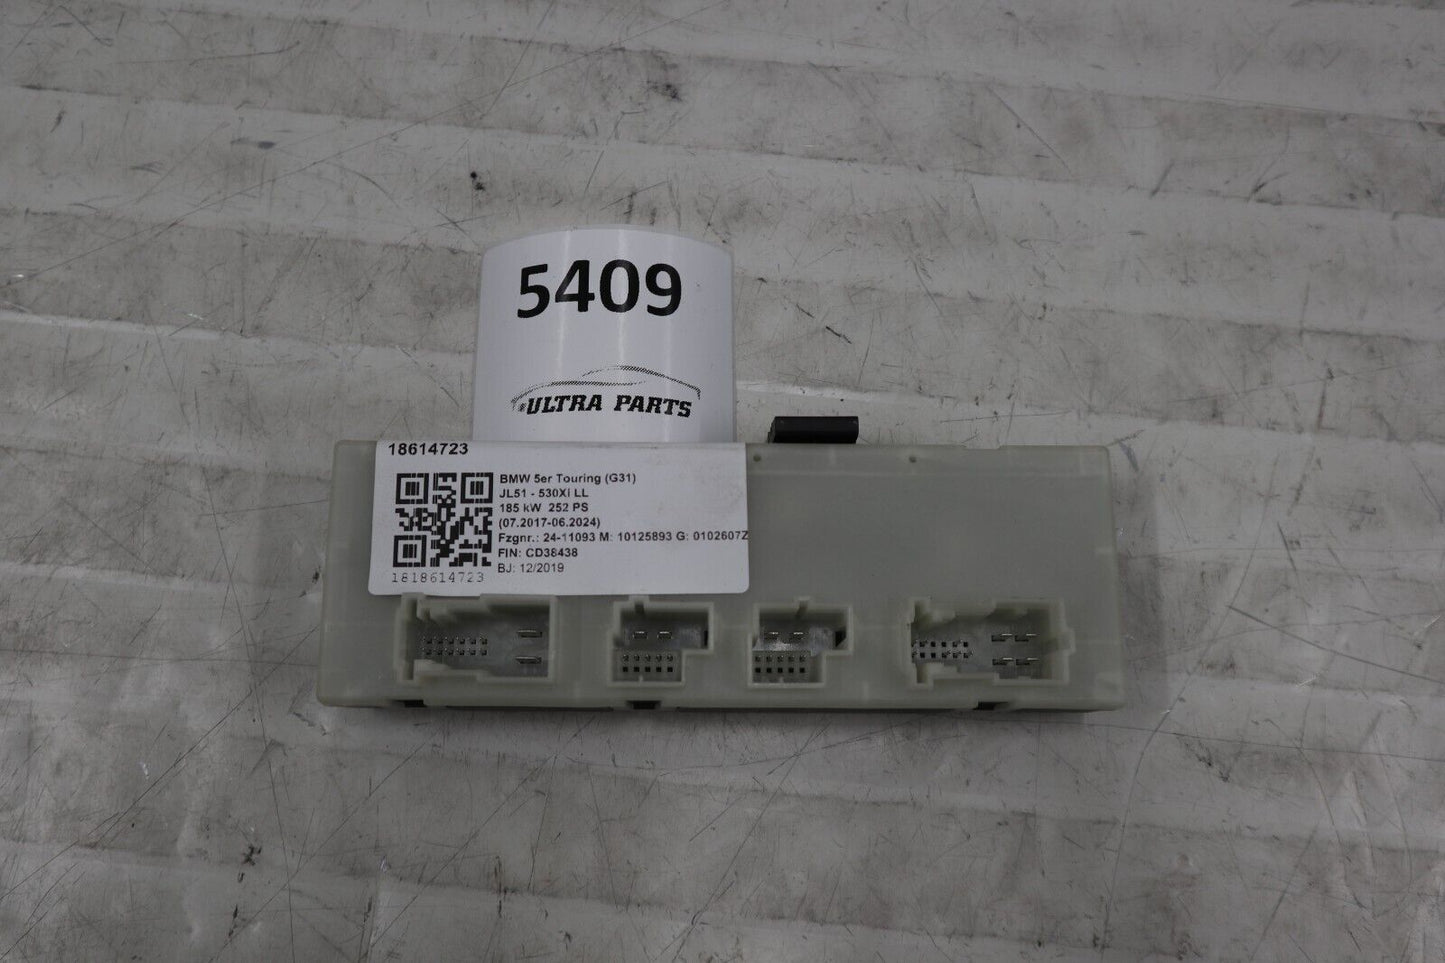 5409
ULTRA PARTS
18614723
BMW 5er Touring (G31)
JL51 - 530Xi LL
185 kW 252 PS
(07.2017-06.2024)
Fzgnr.: 24-11093 M: 10125893 G: 0102607Z
FIN: CD38438
BJ: 12/2019
1818614723